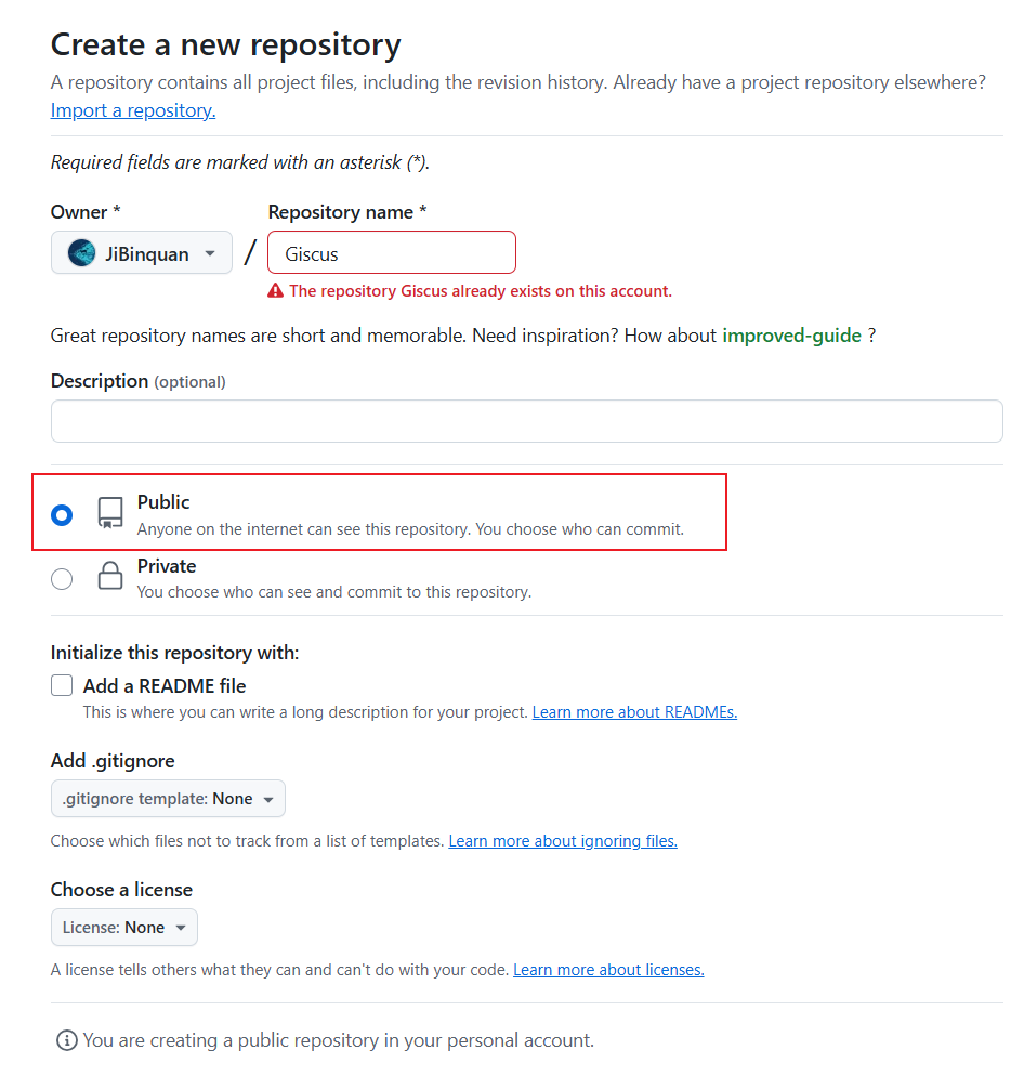 Create a new repository
A repository contains all project files, including the revision history. Already have a project repository elsewhere?
Import a repository.
Required fields are marked with an asterisk (*).
Owner *
Repository name *
JiBinquan
/
Giscus
The repository Giscus already exists on this account.
Great repository names are short and memorable. Need inspiration? How about improved-guide ?
Description (optional)
Public
Anyone on the internet can see this repository. You choose who can commit.
Private
You choose who can see and commit to this repository.
Initialize this repository with:
Add a README file
This is where you can write a long description for your project. Learn more about READMEs.
Add .gitignore
.gitignore template: None
Choose which files not to track from a list of templates. Learn more about ignoring files.
Choose a license
License: None
A license tells others what they can and can't do with your code. Learn more about licenses.
You are creating a public repository in your personal account.